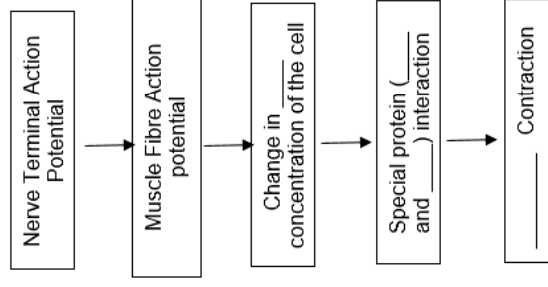 Nerve Terminal Action
Potential
Muscle Fibre Action
potential
Change in ____
concentration of the cell
Special protein (____
and ____) interaction
____ Contraction